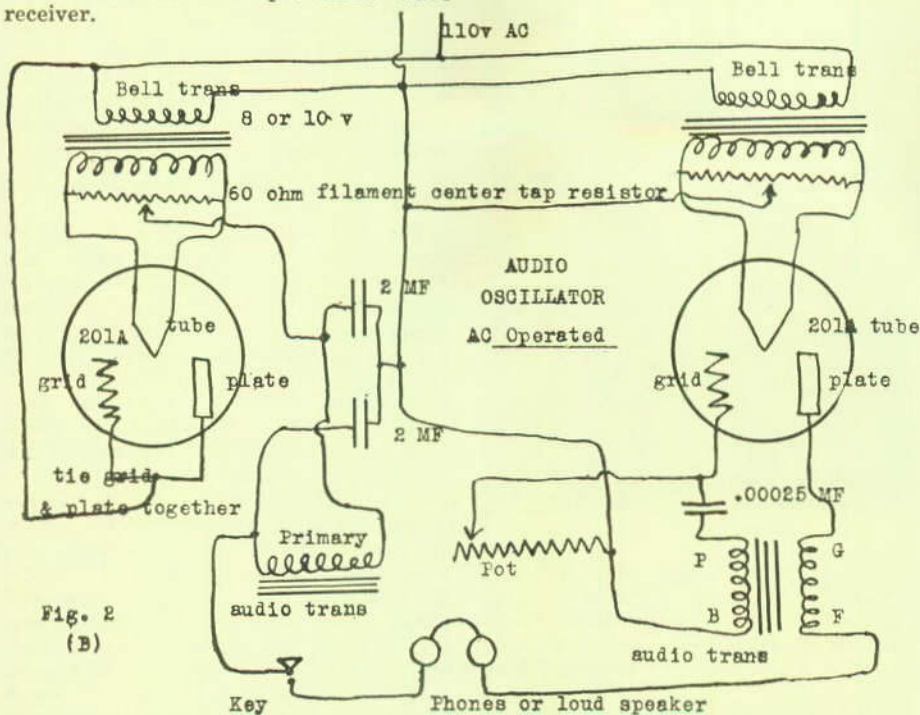 receiver.
110v AC
Bell trans
Bell trans
8 or 10 v
60 ohm filament center tap resistor
2 MF
AUDIO
OSCILLATOR
AC Operated
201A
tube
grid
plate
201A tube
grid
plate
2 MF
tie grid
& plate together
.00025 MF
Primary
Pot
P
G
B
F
audio trans
audio trans
Fig. 2
(B)
Key
Phones or loud speaker